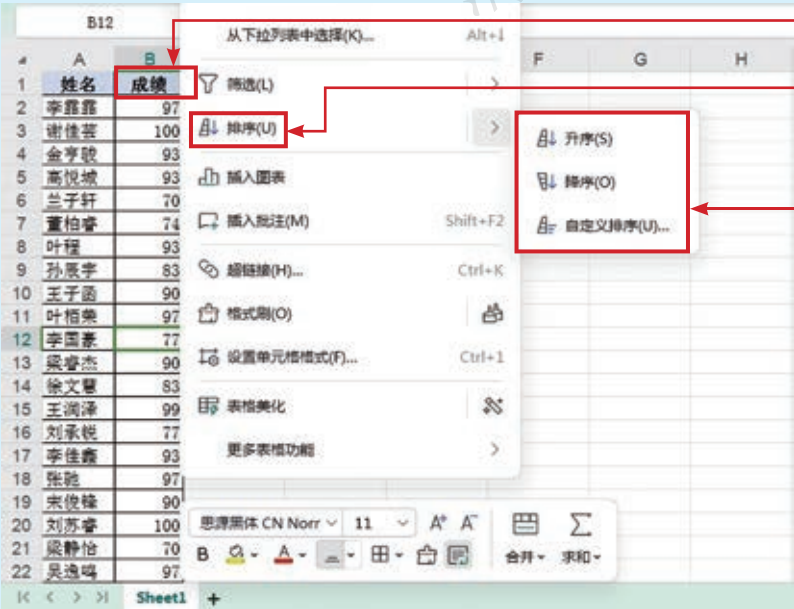 B12
从下拉列表中选择(K)... Alt+↓
A B F G H
1 姓名 成绩 筛选(L)
2 李露露 97
3 谢佳芸 100 排序(U) 升序(S)
4 金亨骏 93
5 高悦城 93 插入图表 降序(O)
6 兰子轩 70
7 董柏睿 74 插入批注(M) Shift+F2 自定义排序(U)...
8 叶程 93
9 孙辰宇 83 超链接(H)... Ctrl+K
10 王子函 90
11 叶栢荣 97 格式刷(O)
12 李国豪 77
13 梁睿杰 90 设置单元格格式(F)... Ctrl+1
14 徐文慧 83
15 王润泽 99 表格美化
16 刘承锐 77
17 李佳鑫 93 更多表格功能
18 张驰 97
19 宋俊锋 90
20 刘苏睿 100 思源黑体 CN Norr 11 A+ A-
21 梁静怡 70 B A 合并 求和
22 吴逸鸣 97
Sheet1 +